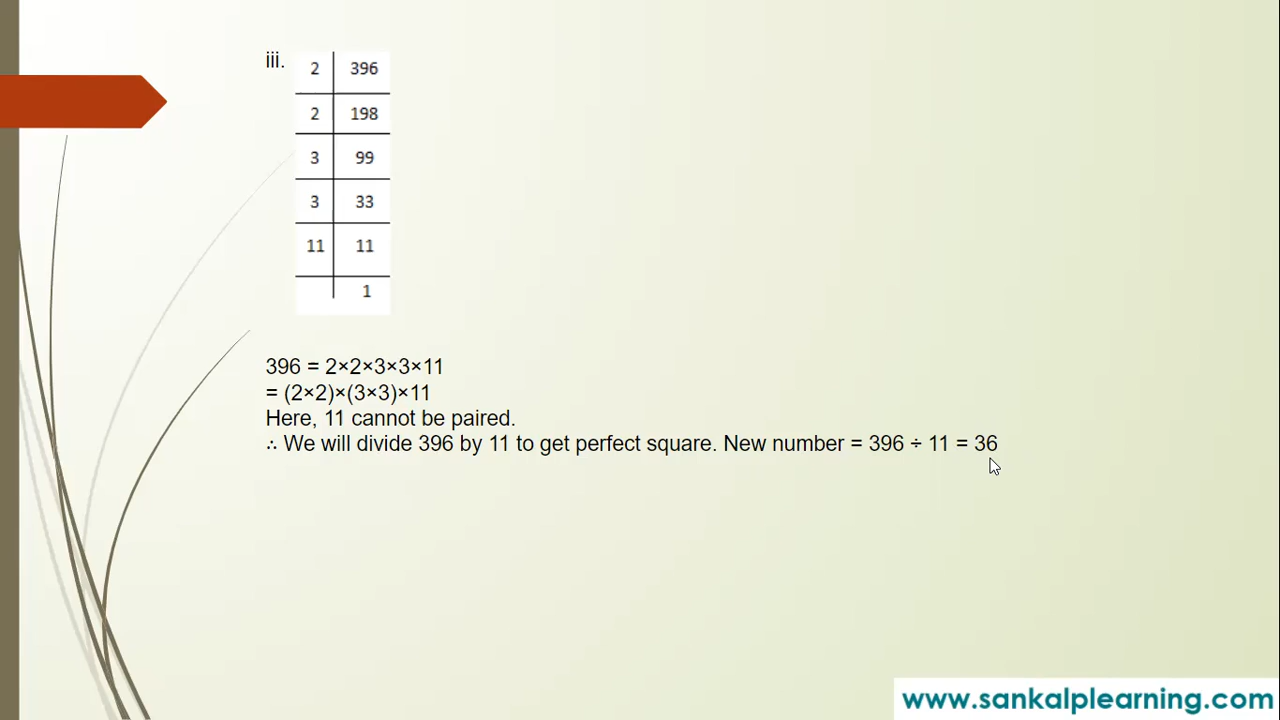 iii.
2 396
2 198
3 99
3 33
11 11
1
396 = 2×2×3×3×11
= (2×2)×(3×3)×11
Here, 11 cannot be paired.
∴ We will divide 396 by 11 to get perfect square. New number = 396 ÷ 11 = 36
www.sankalplearning.com